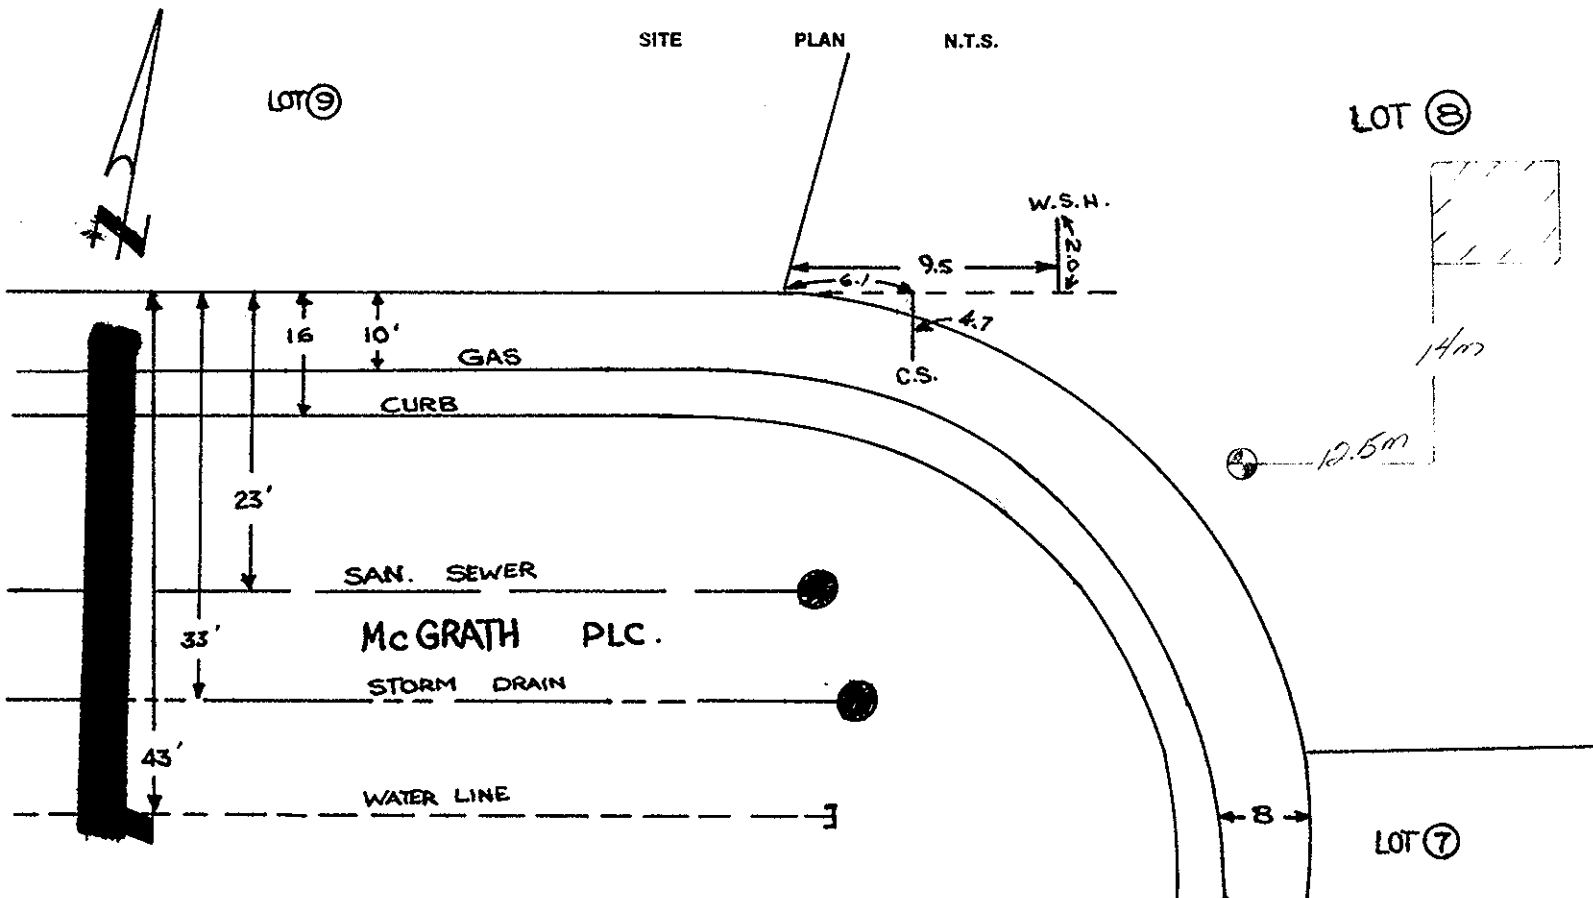 SITE PLAN N.T.S.
LOT 9
LOT 8
W.S.H.
2.0
9.5
6.1
4.7
C.S.
N
16
10'
GAS
CURB
14m
12.5m
23'
SAN. SEWER
McGRATH PLC.
33'
STORM DRAIN
43'
WATER LINE
8
LOT 7